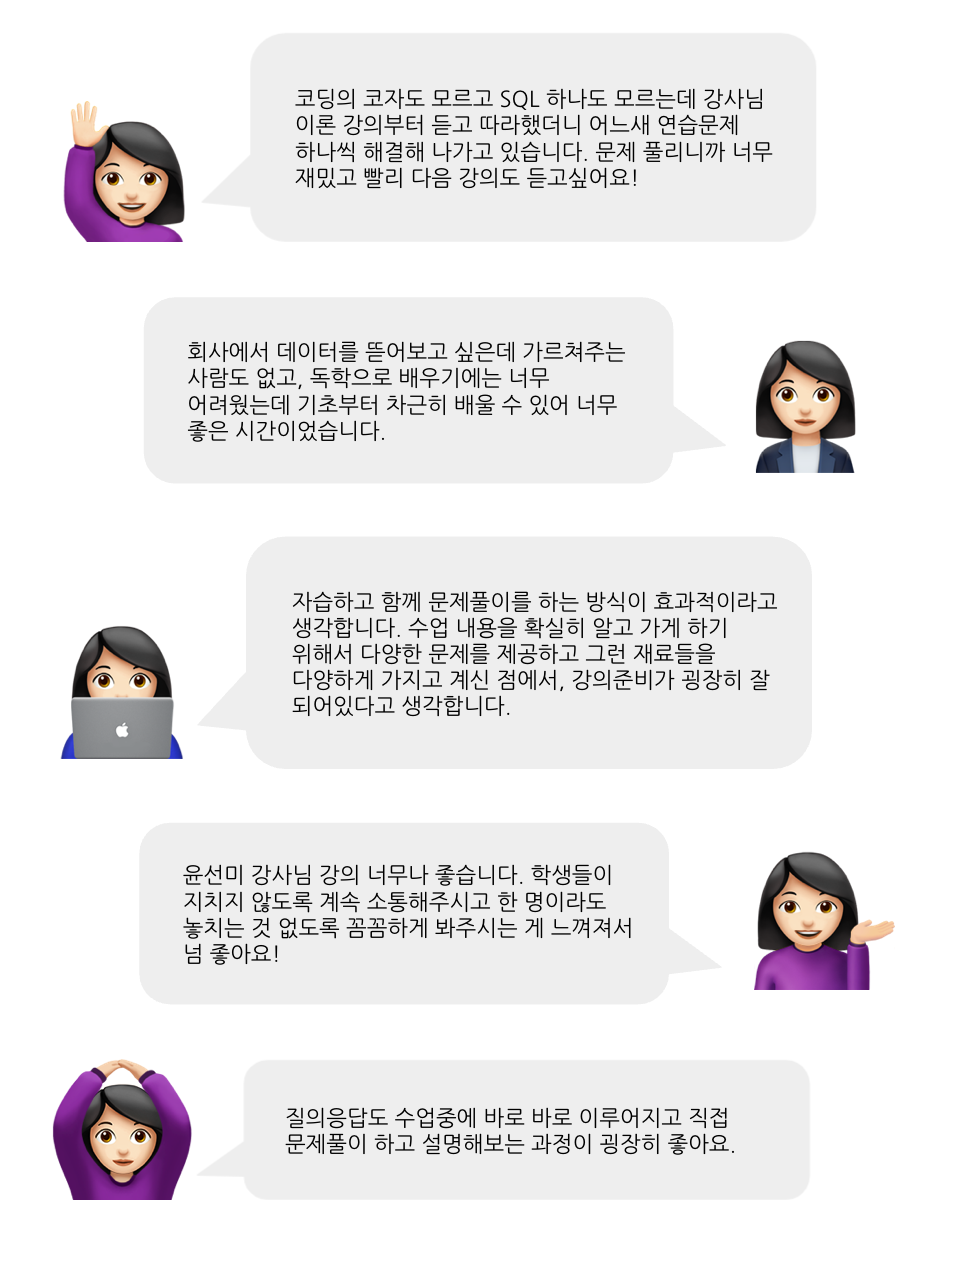 코딩의 코자도 모르고 SQL 하나도 모르는데 강사님
이론 강의부터 듣고 따라했더니 어느새 연습문제
하나씩 해결해 나가고 있습니다. 문제 풀리니까 너무
재밌고 빨리 다음 강의도 듣고싶어요!
회사에서 데이터를 뜯어보고 싶은데 가르쳐주는
사람도 없고, 독학으로 배우기에는 너무
어려웠는데 기초부터 차근히 배울 수 있어 너무
좋은 시간이었습니다.
자습하고 함께 문제풀이를 하는 방식이 효과적이라고
생각합니다. 수업 내용을 확실히 알고 가게 하기
위해서 다양한 문제를 제공하고 그런 재료들을
다양하게 가지고 계신 점에서, 강의준비가 굉장히 잘
되어있다고 생각합니다.
윤선미 강사님 강의 너무나 좋습니다. 학생들이
지치지 않도록 계속 소통해주시고 한 명이라도
놓치는 것 없도록 꼼꼼하게 봐주시는 게 느껴져서
넘 좋아요!
질의응답도 수업중에 바로 바로 이루어지고 직접
문제풀이 하고 설명해보는 과정이 굉장히 좋아요.